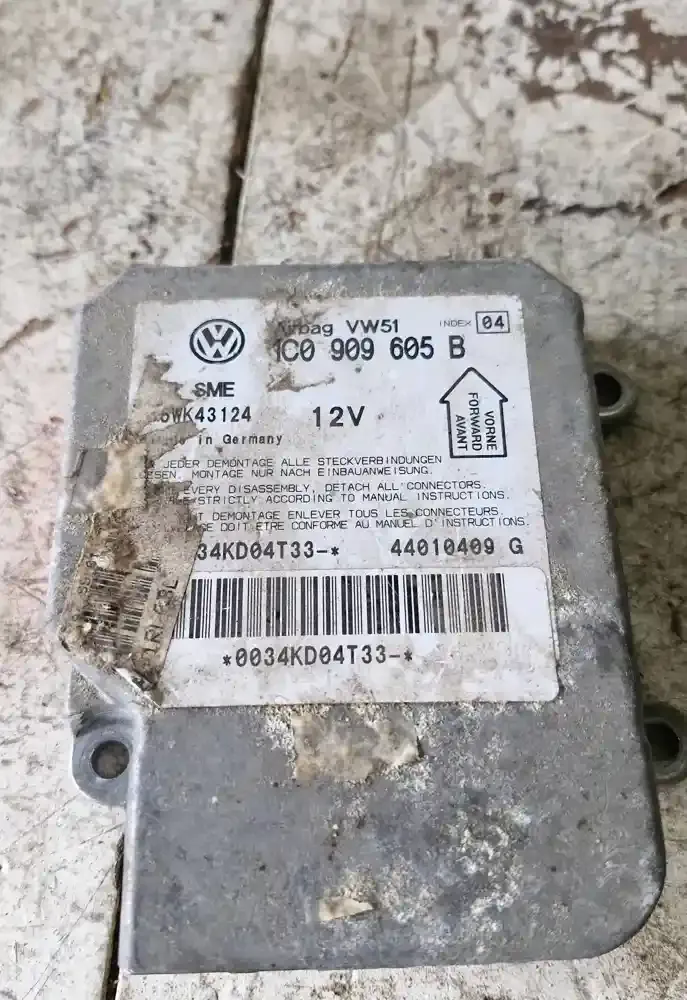 Airbag VW51 INDEX 04
1C0 909 605 B
SME
5WK43124 12V
VORNE
FORWARD
AVANT
in Germany
JEDER DEMONTAGE ALLE STECKVERBINDUNGEN
MONTAGE NUR NACH EINBAUANWEISUNG.
EVERY DISASSEMBLY, DETACH ALL CONNECTORS.
STRICTLY ACCORDING TO MANUAL INSTRUCTIONS.
DEMONTAGE ENLEVER TOUS LES CONNECTEURS.
DOIT ETRE CONFORME AU MANUEL D'INSTRUCTIONS.
34KD04T33-* 44010409 G
*0034KD04T33-*